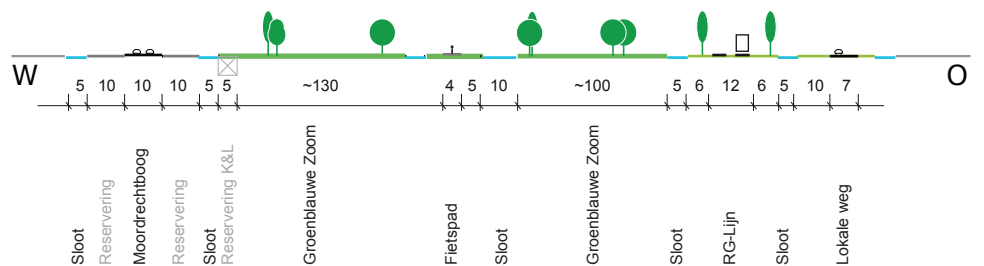 W
O
5 10 10 10 5 5 ~130 4 5 10 ~100 5 6 12 6 5 10 7
Sloot
Reservering
Moordrechtboog
Reservering
Sloot
Reservering K&L
Groenblauwe Zoom
Fietspad
Sloot
Groenblauwe Zoom
Sloot
RG-Lijn
Sloot
Lokale weg